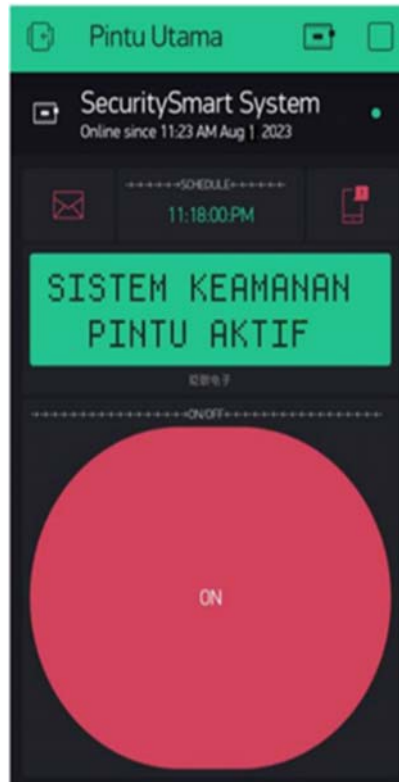 Pintu Utama
SecuritySmart System
Online since 11:23 AM Aug 1, 2023
SCHEDULE
11:18:00:PM
SISTEM KEAMANAN
PINTU AKTIF
ON/OFF
ON